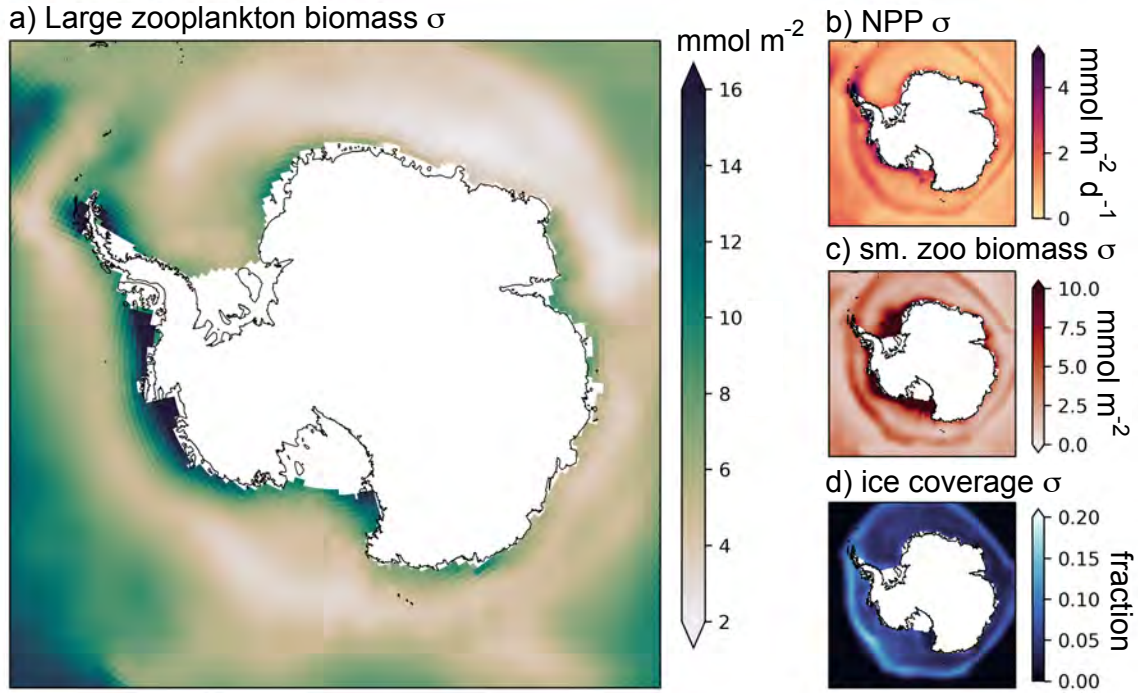 a) Large zooplankton biomass σ
mmol m⁻²
16
14
12
10
8
6
4
2
b) NPP σ
4
2
0
mmol m⁻² d⁻¹
c) sm. zoo biomass σ
10.0
7.5
5.0
2.5
0.0
mmol m⁻²
d) ice coverage σ
0.20
0.15
0.10
0.05
0.00
fraction